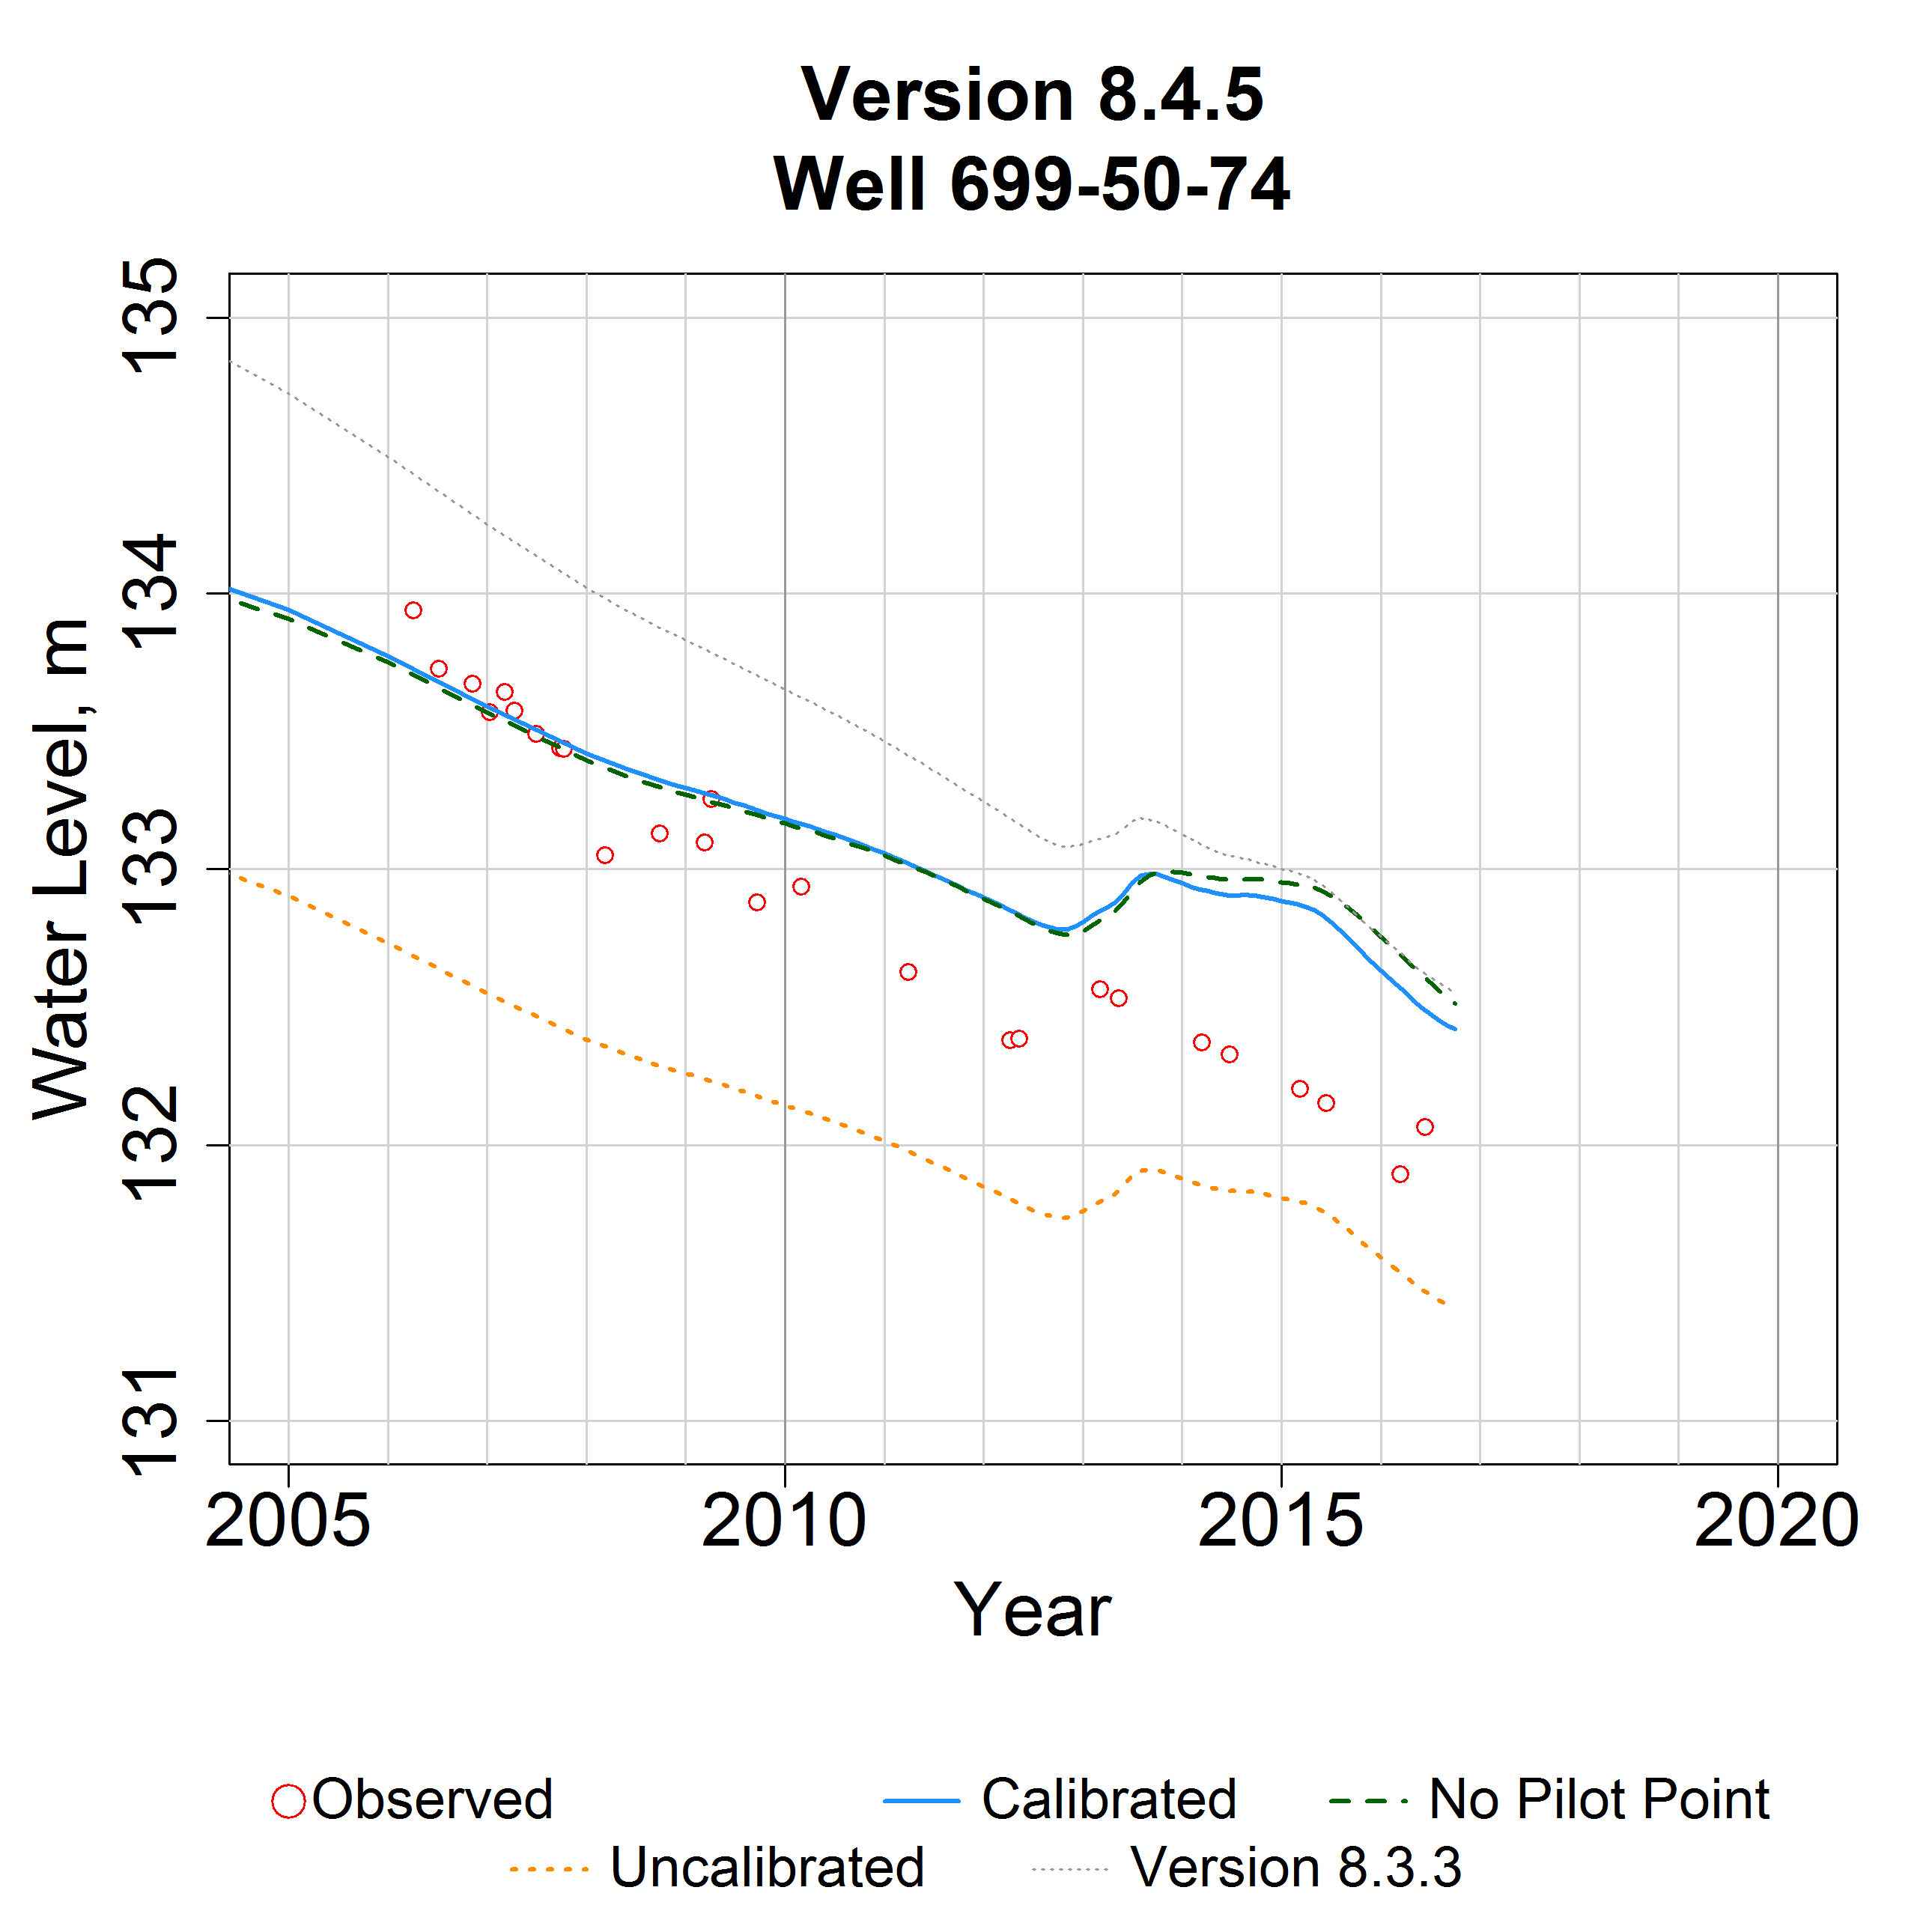 Version 8.4.5
Well 699-50-74
Water Level, m
135
134
133
132
131
2005 2010 2015 2020
Year
Observed Calibrated No Pilot Point
Uncalibrated Version 8.3.3